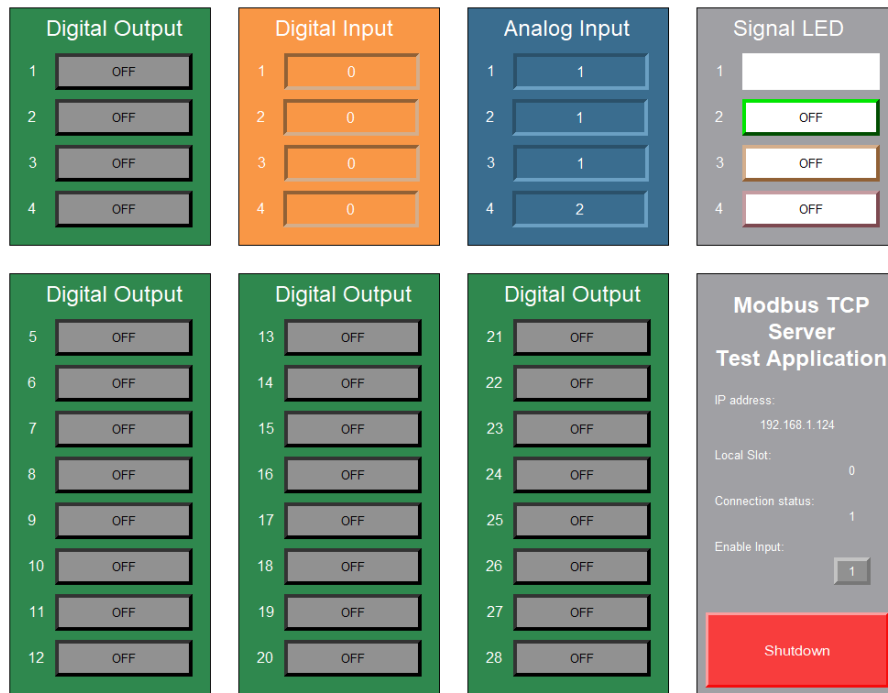 Digital Output
1 OFF
2 OFF
3 OFF
4 OFF
Digital Input
1 0
2 0
3 0
4 0
Analog Input
1 1
2 1
3 1
4 2
Signal LED
1
2 OFF
3 OFF
4 OFF
Digital Output
5 OFF
6 OFF
7 OFF
8 OFF
9 OFF
10 OFF
11 OFF
12 OFF
Digital Output
13 OFF
14 OFF
15 OFF
16 OFF
17 OFF
18 OFF
19 OFF
20 OFF
Digital Output
21 OFF
22 OFF
23 OFF
24 OFF
25 OFF
26 OFF
27 OFF
28 OFF
Modbus TCP
Server
Test Application
IP address:
192.168.1.124
Local Slot:
0
Connection status:
1
Enable Input:
1
Shutdown